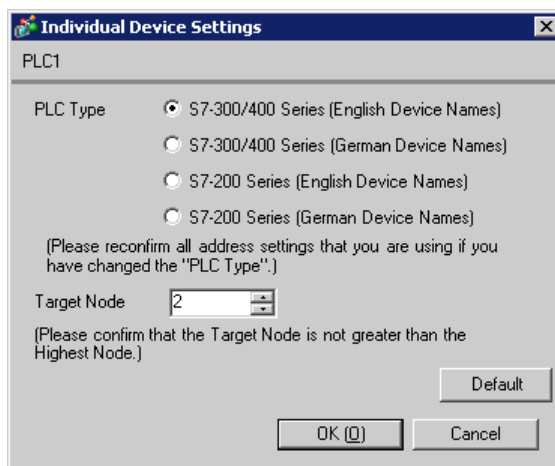 Individual Device Settings
PLC1
PLC Type
S7-300/400 Series (English Device Names)
S7-300/400 Series (German Device Names)
S7-200 Series (English Device Names)
S7-200 Series (German Device Names)
(Please reconfirm all address settings that you are using if you
have changed the "PLC Type".)
Target Node 2
(Please confirm that the Target Node is not greater than the
Highest Node.)
Default
OK (O) Cancel